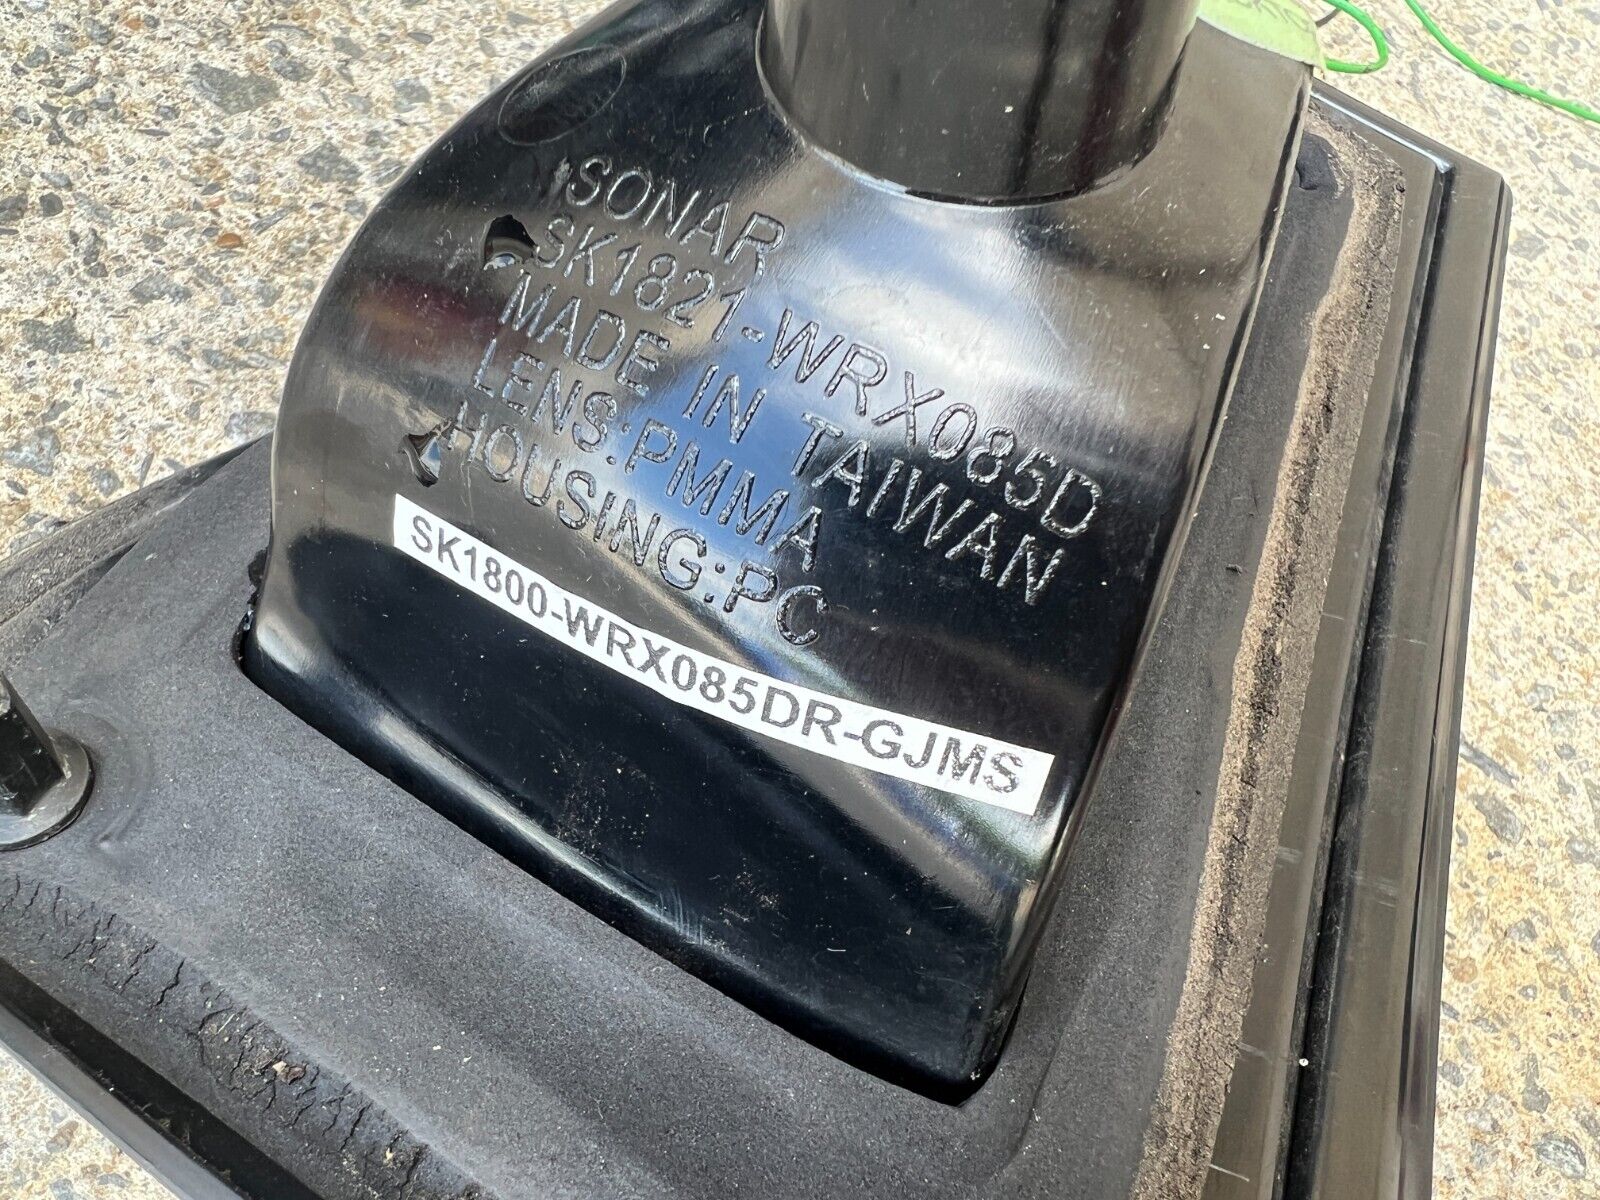 SONAR
SK1821-WRX085D
MADE IN TAIWAN
LENS:PMMA
HOUSING:PC
SK1800-WRX085DR-GJMS